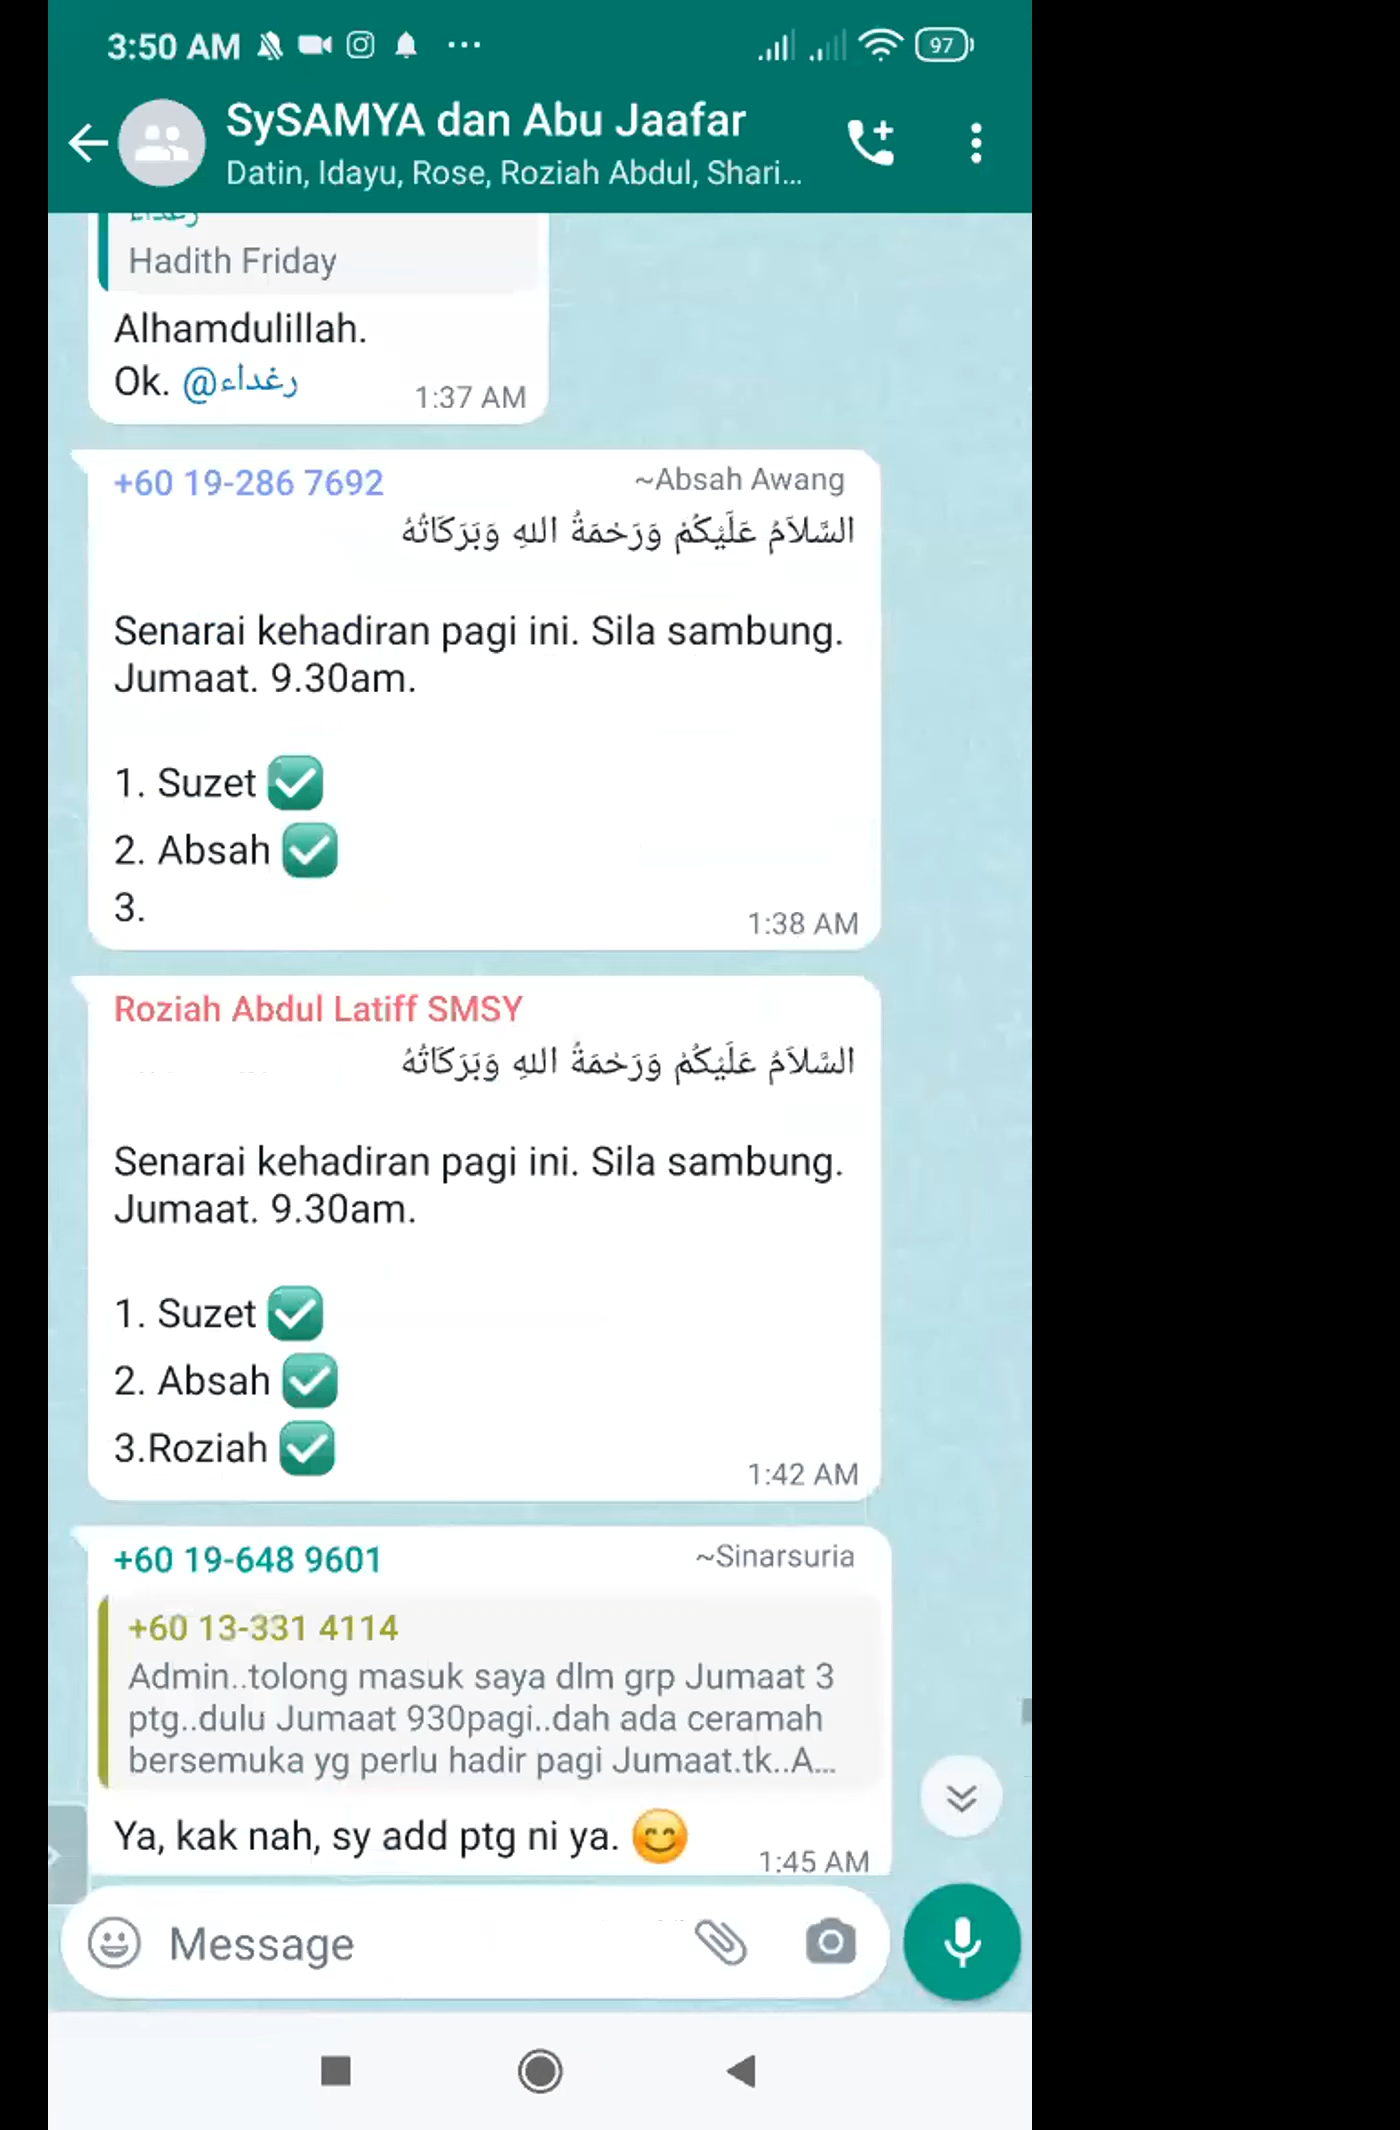 3:50 AM
97
SySAMYA dan Abu Jaafar
Datin, Idayu, Rose, Roziah Abdul, Shari...
رغداء
Hadith Friday
Alhamdulillah.
Ok. @رغداء
1:37 AM
+60 19-286 7692 ~Absah Awang
السَّلاَمُ عَلَيْكُمْ وَرَحْمَةُ اللهِ وَبَرَكَاتُهُ
Senarai kehadiran pagi ini. Sila sambung.
Jumaat. 9.30am.
1. Suzet ✅
2. Absah ✅
3.
1:38 AM
Roziah Abdul Latiff SMSY
السَّلاَمُ عَلَيْكُمْ وَرَحْمَةُ اللهِ وَبَرَكَاتُهُ
Senarai kehadiran pagi ini. Sila sambung.
Jumaat. 9.30am.
1. Suzet ✅
2. Absah ✅
3.Roziah ✅
1:42 AM
+60 19-648 9601 ~Sinarsuria
+60 13-331 4114
Admin..tolong masuk saya dlm grp Jumaat 3
ptg..dulu Jumaat 930pagi..dah ada ceramah
bersemuka yg perlu hadir pagi Jumaat.tk..A...
Ya, kak nah, sy add ptg ni ya. 😊
1:45 AM
Message